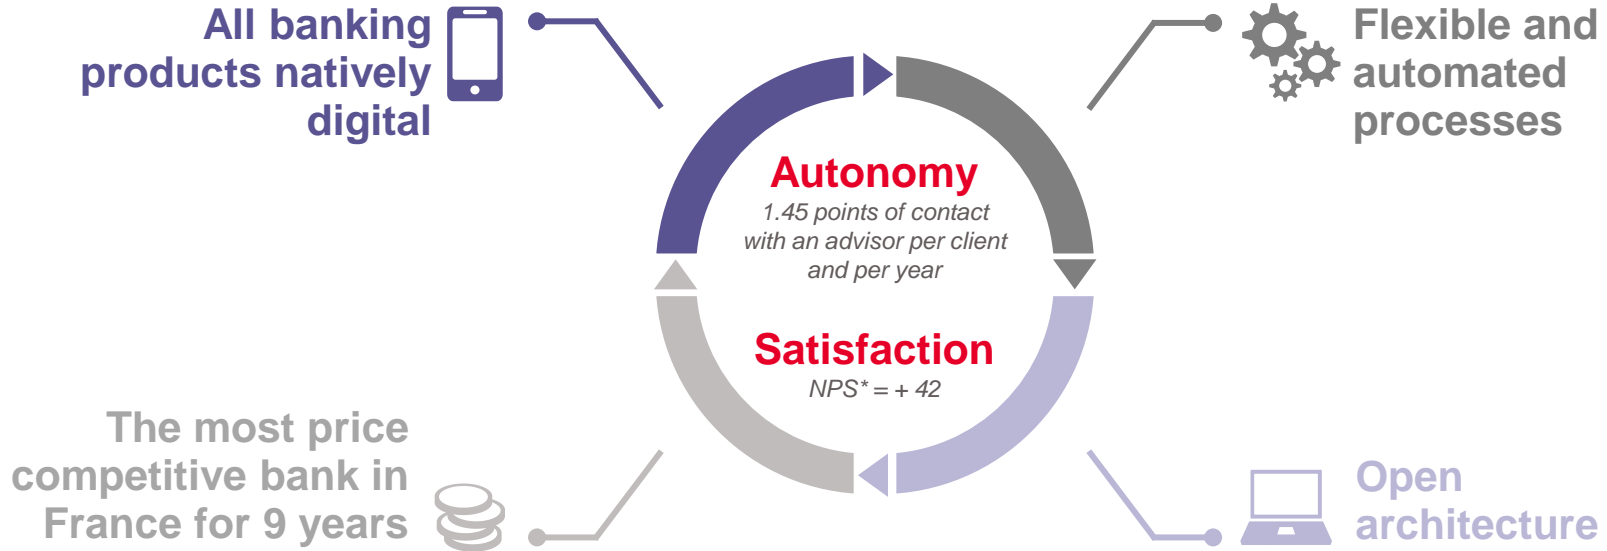 All banking
products natively
digital
Flexible and
automated
processes
Autonomy
1.45 points of contact
with an advisor per client
and per year
Satisfaction
NPS* = + 42
The most price
competitive bank in
France for 9 years
Open
architecture